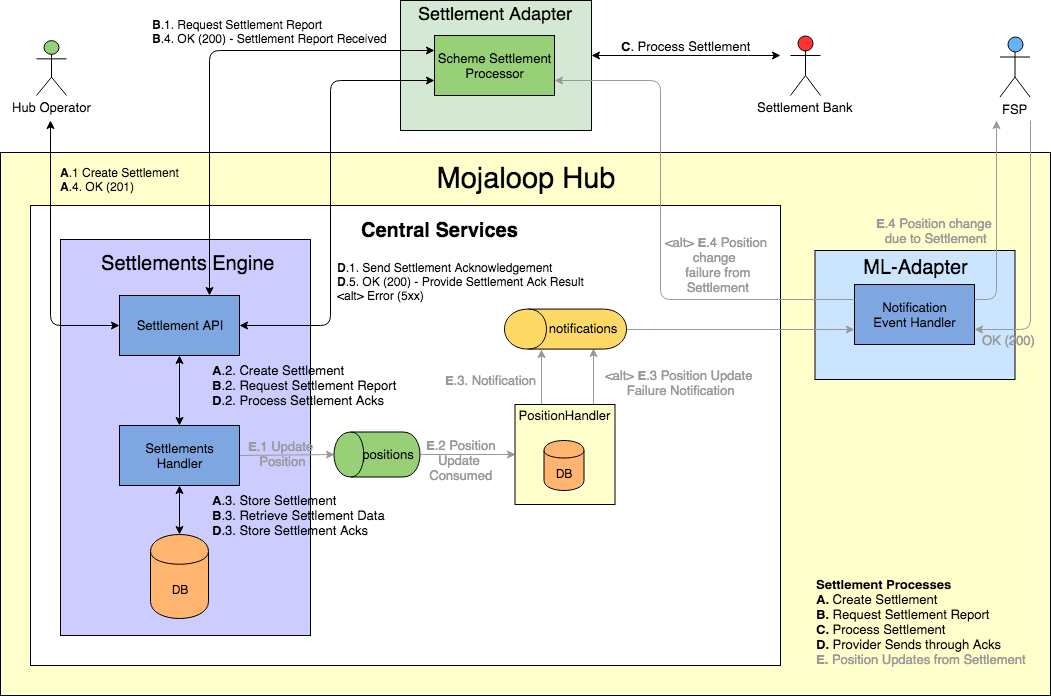 Settlement Adapter
B.1. Request Settlement Report
B.4. OK (200) - Settlement Report Received
Scheme Settlement
Processor
C. Process Settlement
Hub Operator
Settlement Bank
FSP
A.1 Create Settlement
A.4. OK (201)
Mojaloop Hub
Central Services
E.4 Position change
due to Settlement
<alt> E.4 Position
change
failure from
Settlement
Settlements Engine
D.1. Send Settlement Acknowledgement
D.5. OK (200) - Provide Settlement Ack Result
<alt> Error (5xx)
ML-Adapter
Notification
Event Handler
OK (200)
Settlement API
notifications
A.2. Create Settlement
B.2. Request Settlement Report
D.2. Process Settlement Acks
E.3. Notification
<alt> E.3 Position Update
Failure Notification
PositionHandler
DB
Settlements
Handler
E.1 Update
Position
positions
E.2 Position
Update
Consumed
A.3. Store Settlement
B.3. Retrieve Settlement Data
D.3. Store Settlement Acks
DB
Settlement Processes
A. Create Settlement
B. Request Settlement Report
C. Process Settlement
D. Provider Sends through Acks
E. Position Updates from Settlement